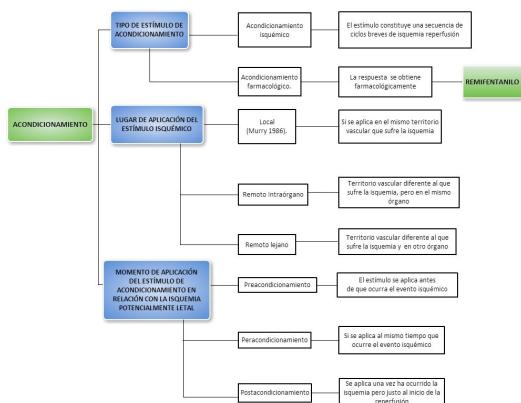 ACONDICIONAMIENTO
TIPO DE ESTÍMULO DE
ACONDICIONAMIENTO
Acondicionamiento
isquémico
El estímulo constituye una secuencia de
ciclos breves de isquemia reperfusión
Acondicionamiento
farmacológico.
La respuesta se obtiene
farmacológicamente
REMIFENTANILO
LUGAR DE APLICACIÓN DEL
ESTÍMULO ISQUÉMICO
Local
(Murry 1986).
Si se aplica en el mismo territorio
vascular que sufre la isquemia
Remoto Intraórgano
Territorio vascular diferente al que
sufre la isquemia, pero en el mismo
órgano
Remoto lejano
Territorio vascular diferente al que
sufre la isquemia y en otro órgano
MOMENTO DE APLICACIÓN
DEL ESTÍMULO DE
ACONDICIONAMIENTO EN
RELACIÓN CON LA ISQUEMIA
POTENCIALMENTE LETAL
Preacondicionamiento
El estímulo se aplica antes
de que ocurra el evento isquémico
Peracondicionamiento
Si se aplica al mismo tiempo que
ocurre el evento isquémico
Postacondicionamiento
Se aplica una vez ha ocurrido la
isquemia pero justo al inicio de la
reperfusión